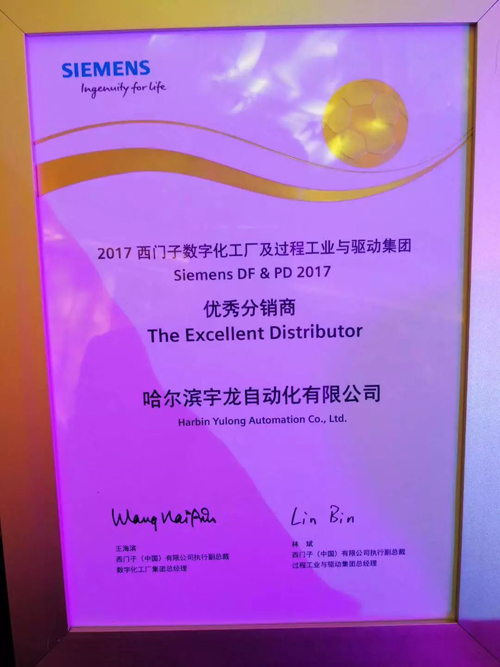 SIEMENS
Ingenuity for life
2017 西门子数字化工厂及过程工业与驱动集团
Siemens DF & PD 2017
优秀分销商
The Excellent Distributor
哈尔滨宇龙自动化有限公司
Harbin Yulong Automation Co., Ltd.
Wang Haibin
王海滨
西门子（中国）有限公司执行副总裁
数字化工厂集团总经理
Lin Bin
林 斌
西门子（中国）有限公司执行副总裁
过程工业与驱动集团总经理